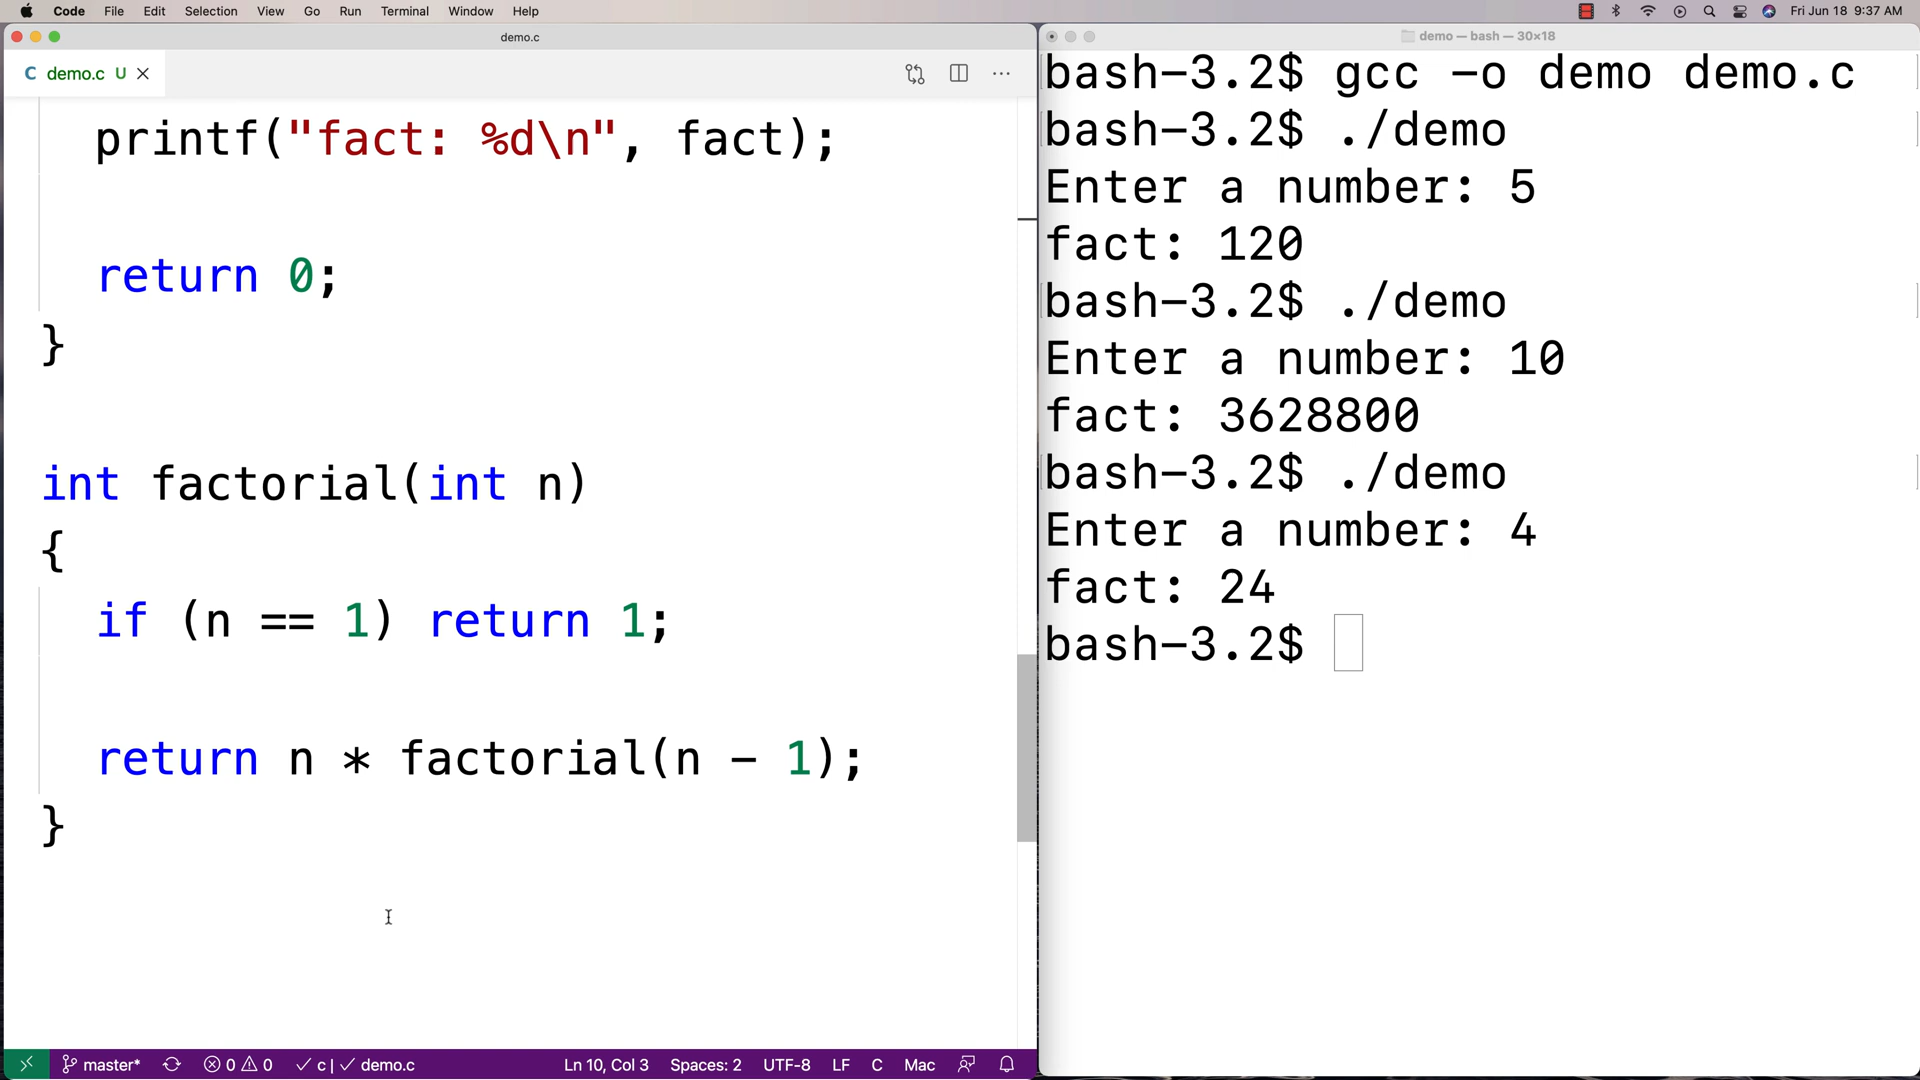 Code File Edit Selection View Go Run Terminal Window Help Fri Jun 18 9:37 AM
demo.c
C demo.c U
printf("fact: %d\n", fact);
return 0;
}
int factorial(int n)
{
if (n == 1) return 1;
return n * factorial(n - 1);
}
master* 0 0 c | demo.c Ln 10, Col 3 Spaces: 2 UTF-8 LF C Mac
demo — bash — 30×18
bash-3.2$ gcc -o demo demo.c
bash-3.2$ ./demo
Enter a number: 5
fact: 120
bash-3.2$ ./demo
Enter a number: 10
fact: 3628800
bash-3.2$ ./demo
Enter a number: 4
fact: 24
bash-3.2$